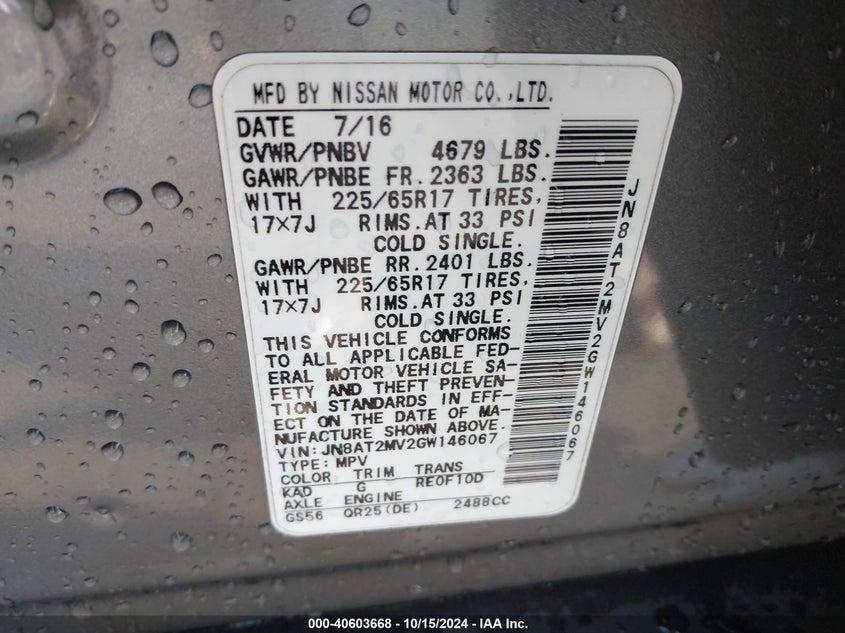 MFD BY NISSAN MOTOR CO.,LTD.
DATE 7/16
GVWR/PNBV 4679 LBS.
GAWR/PNBE FR. 2363 LBS.
WITH 225/65R17 TIRES,
17×7J RIMS. AT 33 PSI
COLD SINGLE.
GAWR/PNBE RR. 2401 LBS.
WITH 225/65R17 TIRES,
17×7J RIMS. AT 33 PSI
COLD SINGLE.
THIS VEHICLE CONFORMS
TO ALL APPLICABLE FED-
ERAL MOTOR VEHICLE SA-
FETY AND THEFT PREVEN-
TION STANDARDS IN EFF-
ECT ON THE DATE OF MA-
NUFACTURE SHOWN ABOVE.
VIN: JN8AT2MV2GW146067
TYPE: MPV
COLOR TRIM TRANS
KAD G RE0F10D
AXLE ENGINE
GS56 QR25(DE) 2488CC
JN8AT2MV2GW146067
000-40603668 - 10/15/2024 - IAA Inc.